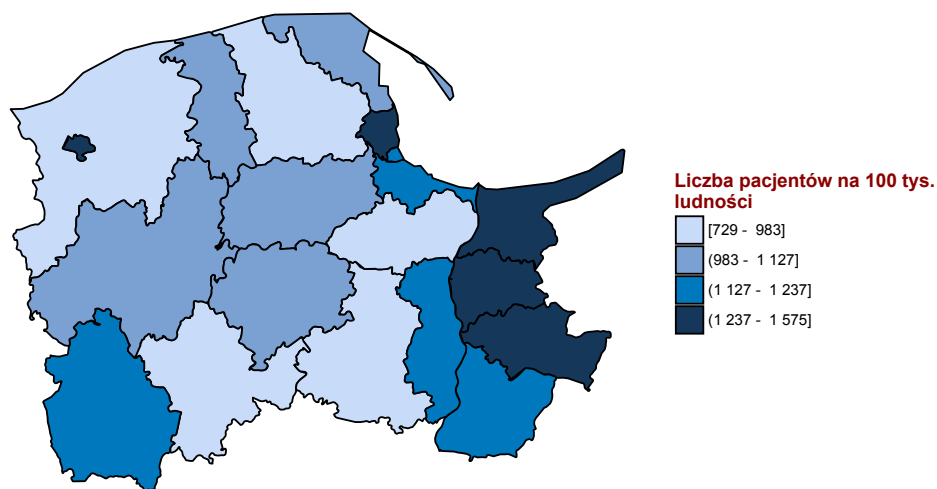 Liczba pacjentów na 100 tys.
ludności
[729 - 983]
(983 - 1 127]
(1 127 - 1 237]
(1 237 - 1 575]